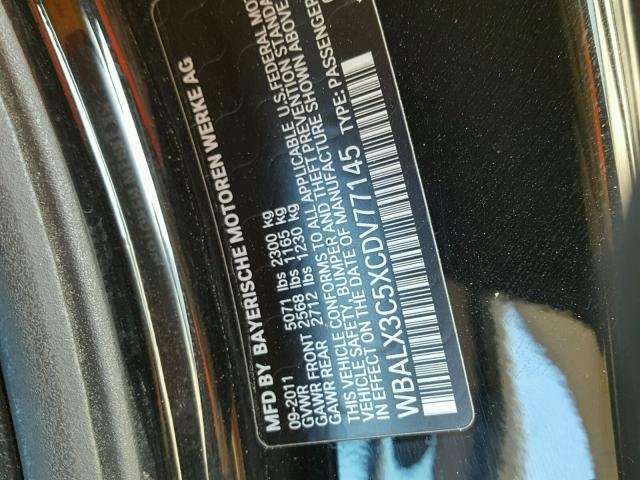 MFD BY BAYERISCHE MOTOREN WERKE AG
09-2011
GVWR 5071 lbs 2300 kg
GAWR FRONT 2568 lbs 1165 kg
GAWR REAR 2712 lbs 1230 kg
THIS VEHICLE CONFORMS TO ALL APPLICABLE U.S.FEDERAL MO
VEHICLE SAFETY, BUMPER AND THEFT PREVENTION STANDA
IN EFFECT ON THE DATE OF MANUFACTURE SHOWN ABOVE
WBALX3C5XCDV77145 TYPE: PASSENGER